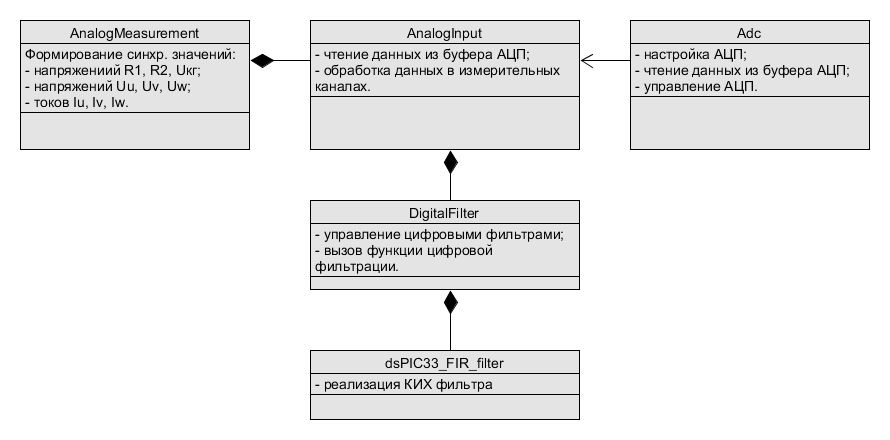 AnalogMeasurement
Формирование синхр. значений:
- напряжениий R1, R2, Uкг;
- напряжений Uu, Uv, Uw;
- токов Iu, Iv, Iw.
AnalogInput
- чтение данных из буфера АЦП;
- обработка данных в измерительных
каналах.
Adc
- настройка АЦП;
- чтение данных из буфера АЦП;
- управление АЦП.
DigitalFilter
- управление цифровыми фильтрами;
- вызов функции цифровой
фильтрации.
dsPIC33_FIR_filter
- реализация КИХ фильтра